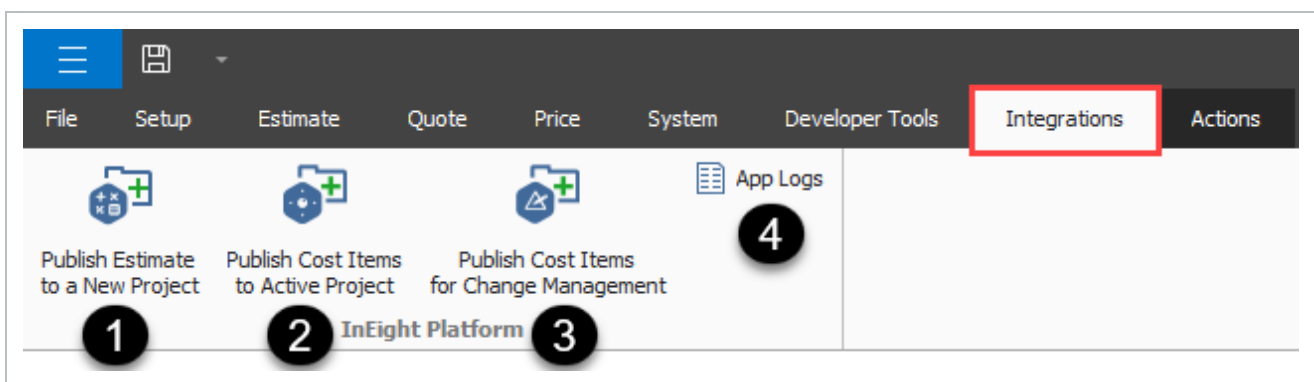 File Setup Estimate Quote Price System Developer Tools Integrations Actions
App Logs
4
Publish Estimate
to a New Project
Publish Cost Items
to Active Project
Publish Cost Items
for Change Management
1
2
InEight Platform
3